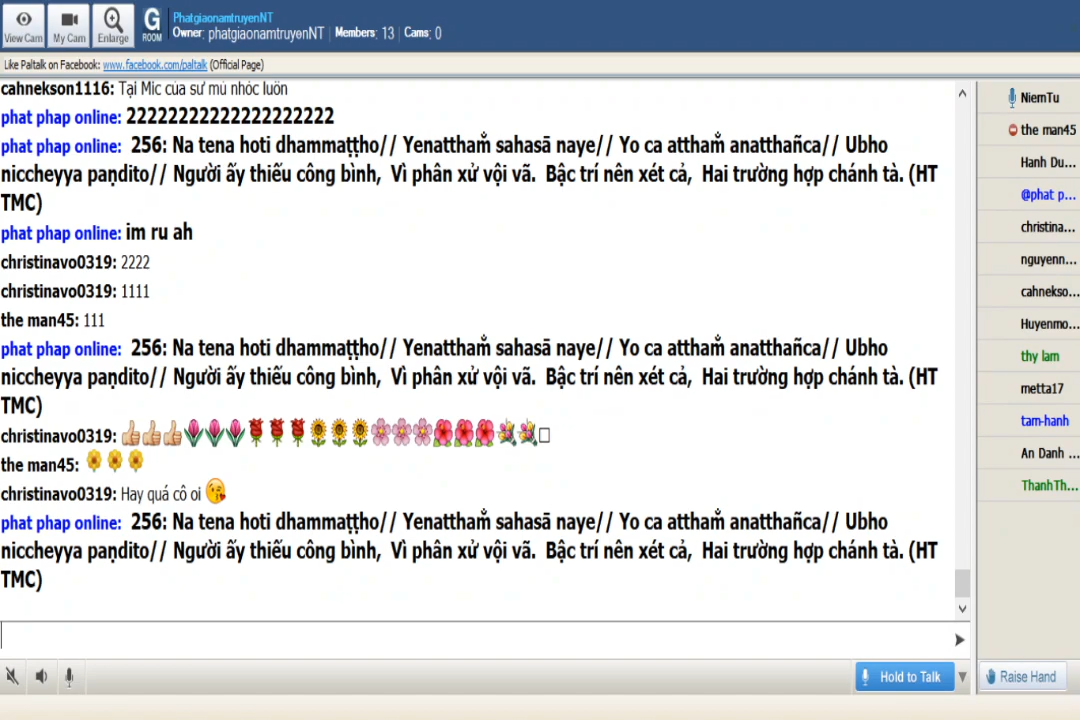 PhatgiaonamtruyenNT
Owner: phatgiaonamtruyenNT Members: 13 Cams: 0
View Cam My Cam Enlarge G ROOM
Like Paltalk on Facebook: www.facebook.com/paltalk (Official Page)
cahnekson1116: Tại Mic của sư mủ nhóc luôn
phat phap online: 2222222222222222222222
phat phap online: 256: Na tena hoti dhammaṭṭho// Yenatthaṁ sahasā naye// Yo ca atthaṁ anatthañca// Ubho
niccheyya paṇdito// Người ấy thiếu công bình, Vì phân xử vội vã. Bậc trí nên xét cả, Hai trường hợp chánh tà. (HT
TMC)
phat phap online: im ru ah
christinavo0319: 2222
christinavo0319: 1111
the man45: 111
phat phap online: 256: Na tena hoti dhammaṭṭho// Yenatthaṁ sahasā naye// Yo ca atthaṁ anatthañca// Ubho
niccheyya paṇdito// Người ấy thiếu công bình, Vì phân xử vội vã. Bậc trí nên xét cả, Hai trường hợp chánh tà. (HT
TMC)
christinavo0319:
the man45:
christinavo0319: Hay quá cô oi
phat phap online: 256: Na tena hoti dhammaṭṭho// Yenatthaṁ sahasā naye// Yo ca atthaṁ anatthañca// Ubho
niccheyya paṇdito// Người ấy thiếu công bình, Vì phân xử vội vã. Bậc trí nên xét cả, Hai trường hợp chánh tà. (HT
TMC)
NiemTu
the man45
Hanh Du...
@phat p...
christina...
nguyenn...
cahnekso...
Huyenmo...
thy lam
metta17
tam-hanh
An Danh ...
ThanhTh...
Hold to Talk
Raise Hand